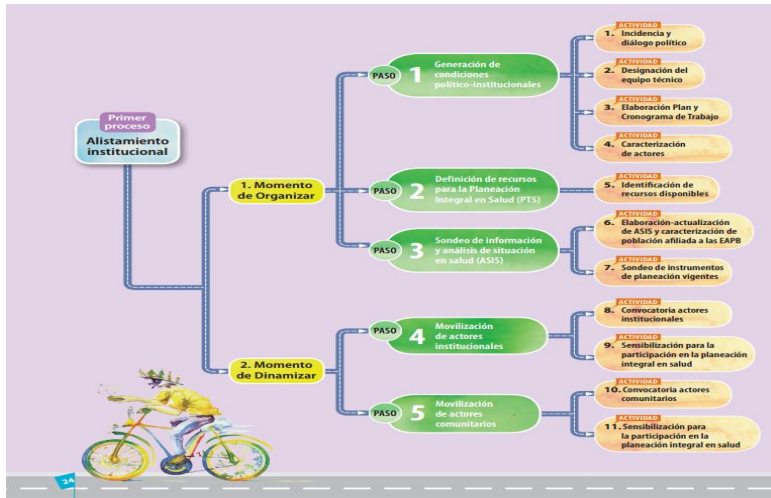 Primer
proceso
Alistamiento
institucional
1. Momento
de Organizar
PASO
1
Generación de
condiciones
político-institucionales
ACTIVIDAD
1. Incidencia y
diálogo político
ACTIVIDAD
2. Designación del
equipo técnico
ACTIVIDAD
3. Elaboración Plan y
Cronograma de Trabajo
ACTIVIDAD
4. Caracterización
de actores
PASO
2
Definición de recursos
para la Planeación
Integral en Salud (PTS)
ACTIVIDAD
5. Identificación de
recursos disponibles
PASO
3
Sondeo de información
y análisis de situación
en salud (ASIS)
ACTIVIDAD
6. Elaboración-actualización
de ASIS y caracterización de
población afiliada a las EAPB
ACTIVIDAD
7. Sondeo de instrumentos
de planeación vigentes
2. Momento
de Dinamizar
PASO
4
Movilización
de actores
institucionales
ACTIVIDAD
8. Convocatoria actores
institucionales
ACTIVIDAD
9. Sensibilización para la
participación en la planeación
integral en salud
PASO
5
Movilización
de actores
comunitarios
ACTIVIDAD
10. Convocatoria actores
comunitarios
ACTIVIDAD
11. Sensibilización para
la participación en la
planeación integral en salud
24